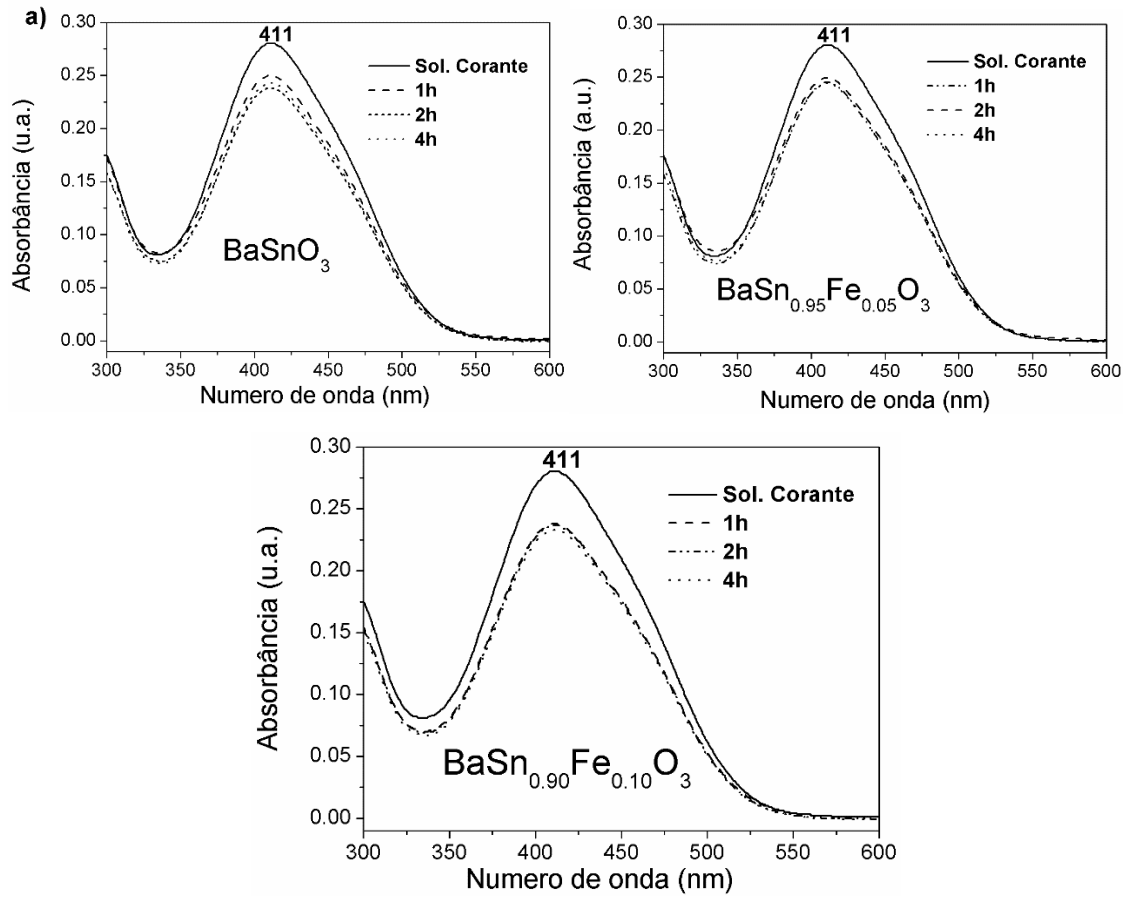 a)
411
Sol. Corante
1h
2h
4h
0.30
0.25
0.20
0.15
0.10
0.05
0.00
Absorbância (u.a.)
BaSnO3
300 350 400 450 500 550 600
Numero de onda (nm)
411
Sol. Corante
1h
2h
4h
0.30
0.25
0.20
0.15
0.10
0.05
0.00
Absorbância (a.u.)
BaSn0.95Fe0.05O3
300 350 400 450 500 550 600
Numero de onda (nm)
411
Sol. Corante
1h
2h
4h
0.30
0.25
0.20
0.15
0.10
0.05
0.00
Absorbância (u.a.)
BaSn0.90Fe0.10O3
300 350 400 450 500 550 600
Numero de onda (nm)